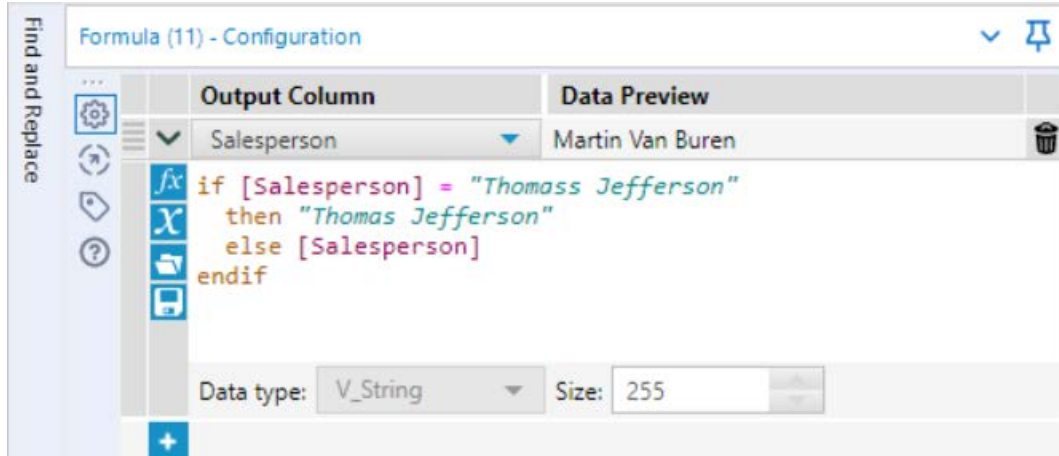 Find and Replace
Formula (11) - Configuration
Output Column Data Preview
Salesperson Martin Van Buren
fx
if [Salesperson] = "Thomass Jefferson"
X
then "Thomas Jefferson"
else [Salesperson]
endif
Data type: V_String Size: 255